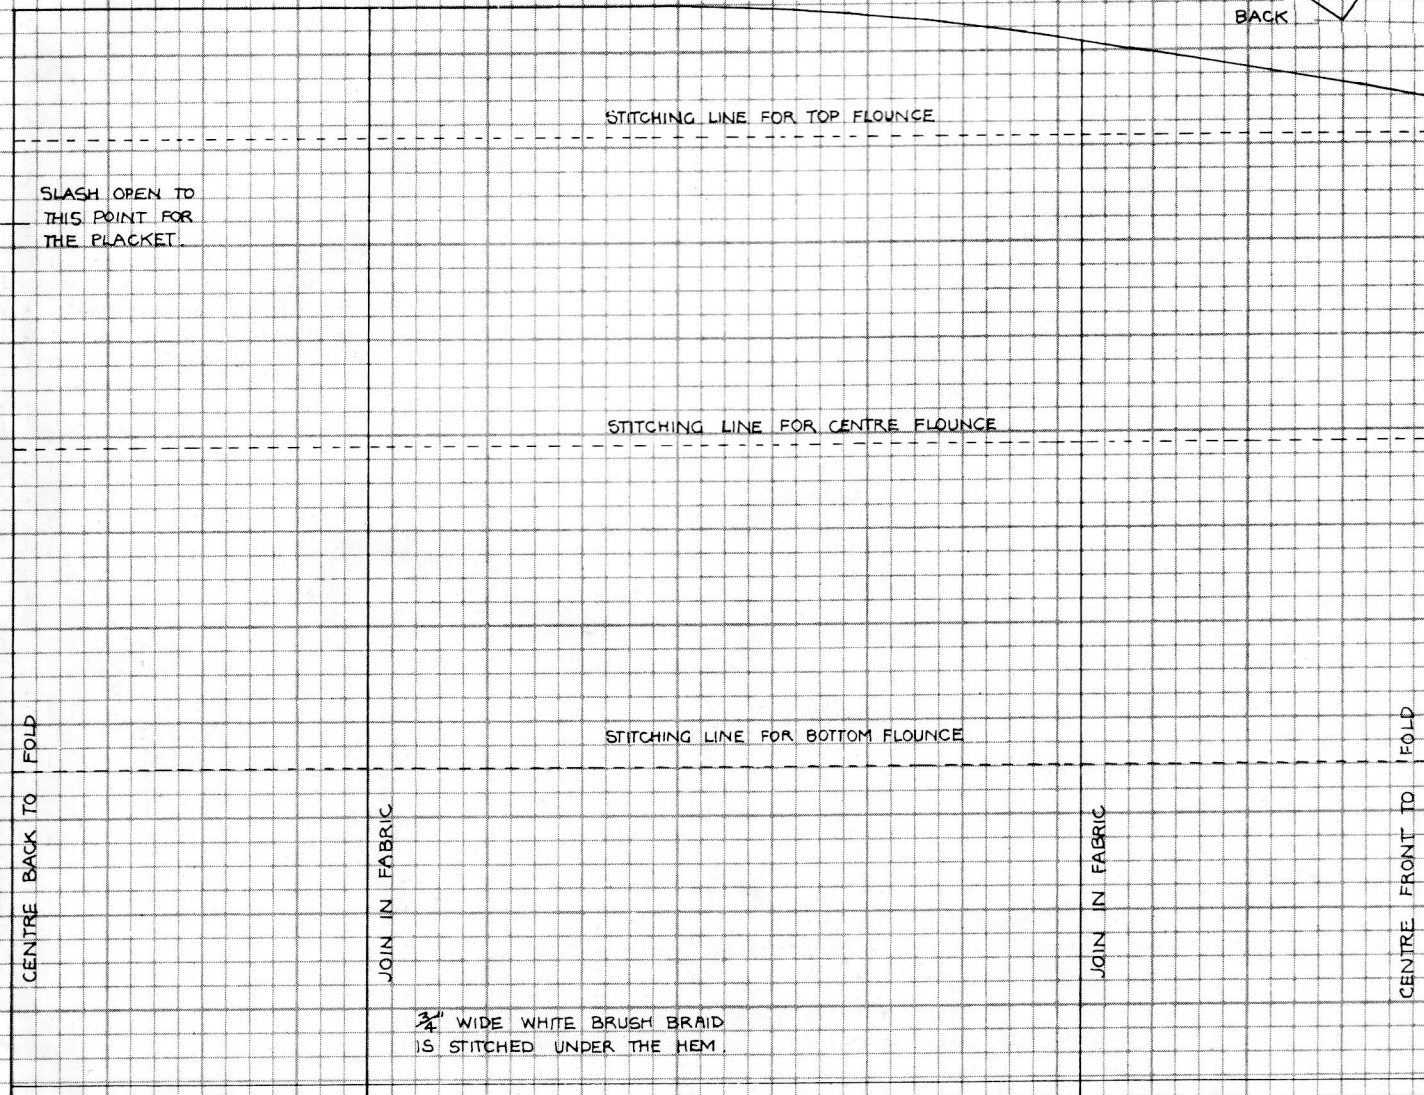 BACK
STITCHING LINE FOR TOP FLOUNCE
SLASH OPEN TO
THIS POINT FOR
THE PLACKET.
STITCHING LINE FOR CENTRE FLOUNCE
STITCHING LINE FOR BOTTOM FLOUNCE
CENTRE BACK TO FOLD
JOIN IN FABRIC
JOIN IN FABRIC
CENTRE FRONT TO FOLD
3/4" WIDE WHITE BRUSH BRAID
IS STITCHED UNDER THE HEM.